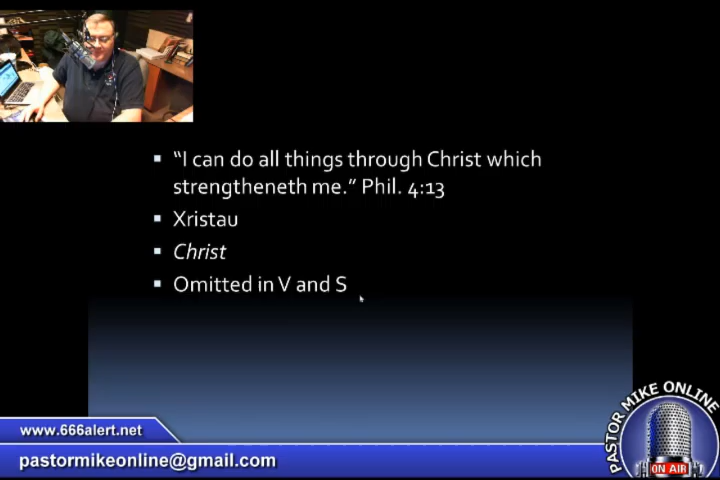 “I can do all things through Christ which
strengtheneth me.” Phil. 4:13
Xristau
Christ
Omitted in V and S
www.666alert.net
pastormikeonline@gmail.com
PASTOR MIKE ONLINE
ON AIR